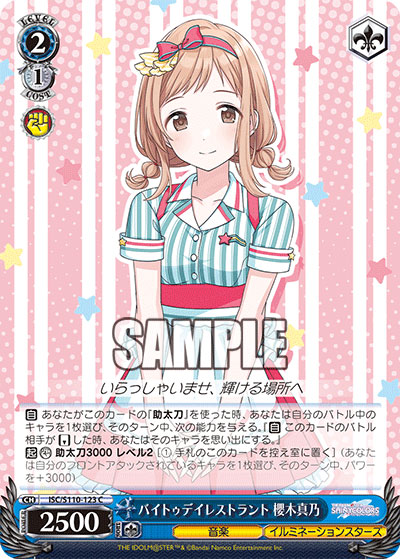 LEVEL
2
1
COST
SAMPLE
いらっしゃいませ、輝ける場所へ
【自】 あなたがこのカードの『助太刀』を使った時、あなたは自分のバトル中の
キャラを1枚選び、そのターン中、次の能力を与える。『【自】 このカードのバトル
相手が【リバース】した時、あなたはそのキャラを思い出にする。』
【起】 助太刀3000 レベル2 [① 手札のこのカードを控え室に置く] (あなた
は自分のフロントアタックされているキャラを1枚選び、そのターン中、パワー
を+3000)
CH ISC/S110-123 C
2500
バイトゥデイレストラント 櫻木真乃
THE IDOLM@STER
SHINYCOLORS
音楽
イルミネーションスターズ
THE IDOLM@STER™& ©Bandai Namco Entertainment Inc.